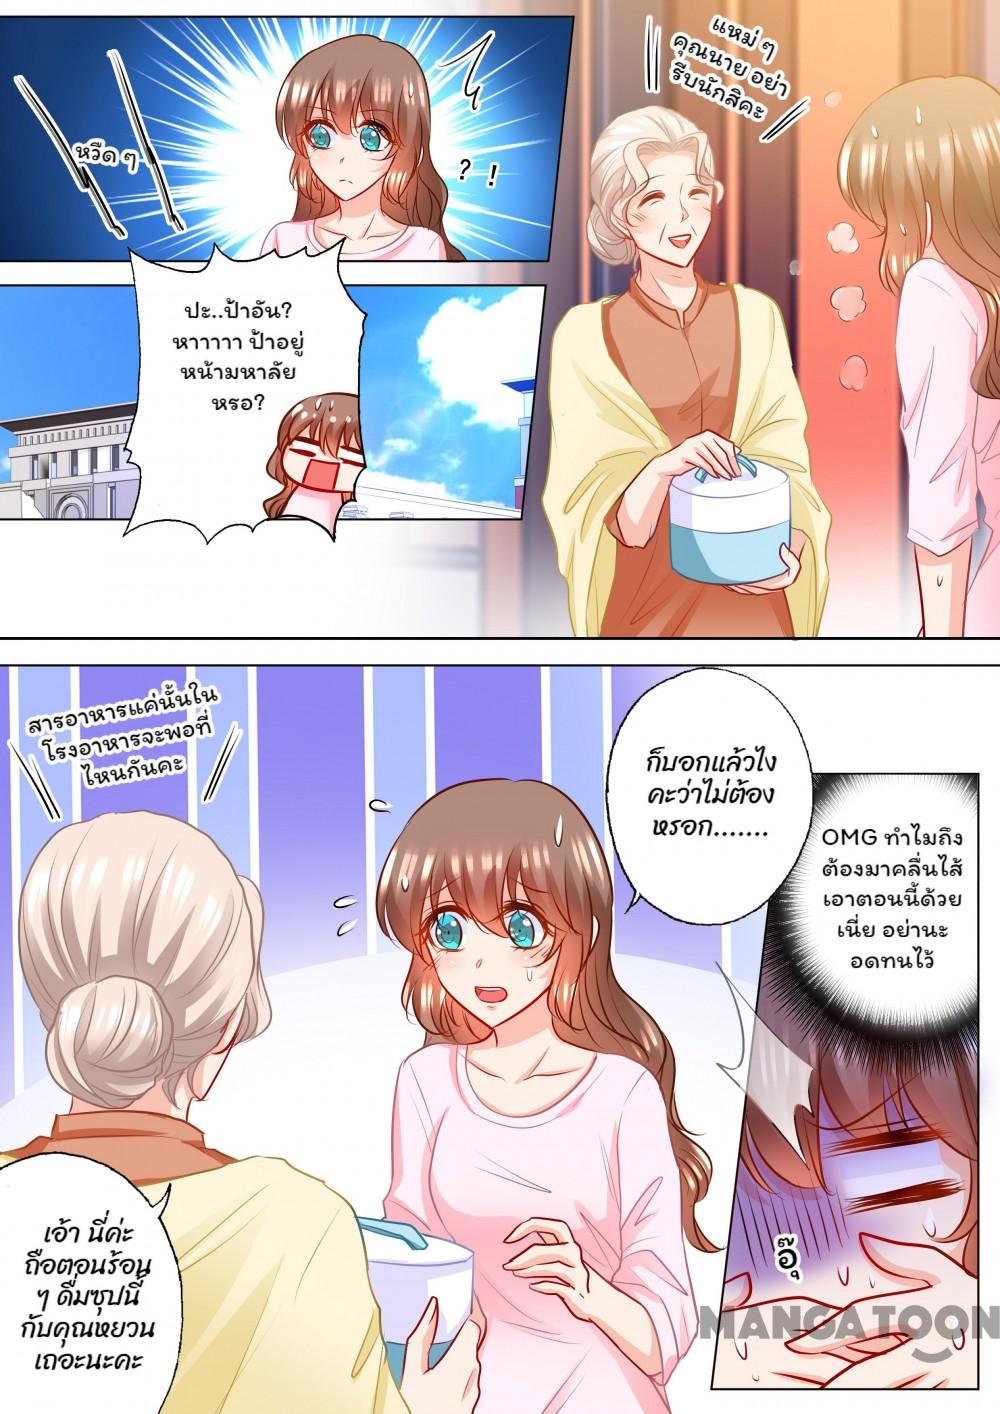 หวืด ๆ
? !
ปะ..ป้าอัน?
หาาาาา ป้าอยู่
หน้ามหาลัย
หรอ?
แหม่ ๆ
คุณนาย อย่า
รีบนักสิคะ
สารอาหารแค่นั้นใน
โรงอาหารจะพอที่
ไหนกันคะ
ก็บอกแล้วไง
คะว่าไม่ต้อง
หรอก.......
OMG ทำไมถึง
ต้องมาคลื่นไส้
เอาตอนนี้ด้วย
เนี่ย อย่านะ
อดทนไว้
อุ๊
เอ้า นี่ค่ะ
ถือตอนร้อน
ๆ ดื่มซุปนี้
กับคุณหยวน
เถอะนะคะ
MANGATOON